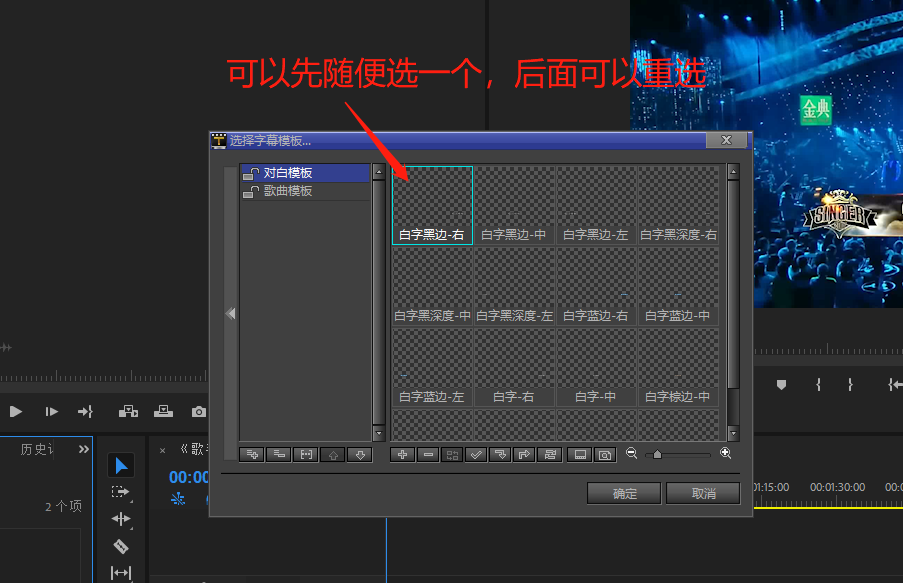 可以先随便选一个，后面可以重选
金典
选择字幕模板...
对白模板
歌曲模板
白字黑边-右
白字黑边-中
白字黑边-左
白字黑深度-右
SINGER
白字黑深度-中
白字黑深度-左
白字蓝边-右
白字蓝边-中
白字蓝边-左
白字-右
白字-中
白字棕边-中
历史
《歌
00:00
2 个项
确定
取消
01:15:00
00:01:30:00
00:0